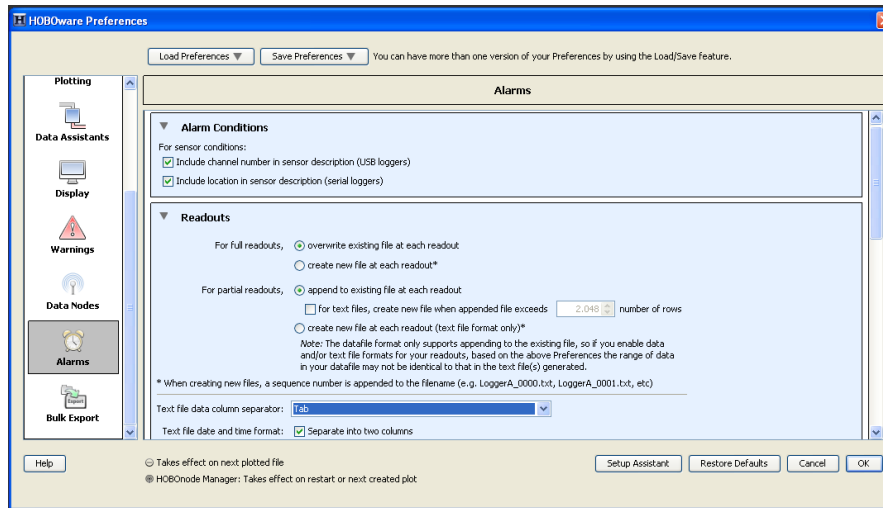 HOBOware Preferences
Load Preferences Save Preferences You can have more than one version of your Preferences by using the Load/Save feature.
Plotting
Data Assistants
Display
Warnings
Data Nodes
Alarms
Export
Bulk Export
Alarms
Alarm Conditions
For sensor conditions:
Include channel number in sensor description (USB loggers)
Include location in sensor description (serial loggers)
Readouts
For full readouts, overwrite existing file at each readout
create new file at each readout*
For partial readouts, append to existing file at each readout
for text files, create new file when appended file exceeds 2.048 number of rows
create new file at each readout (text file format only)*
Note: The datafile format only supports appending to the existing file, so if you enable data
and/or text file formats for your readouts, based on the above Preferences the range of data
in your datafile may not be identical to that in the text file(s) generated.
* When creating new files, a sequence number is appended to the filename (e.g. LoggerA_0000.txt, LoggerA_0001.txt, etc)
Text file data column separator: Tab
Text file date and time format: Separate into two columns
Help
Takes effect on next plotted file
HOBOnode Manager: Takes effect on restart or next created plot
Setup Assistant Restore Defaults Cancel OK